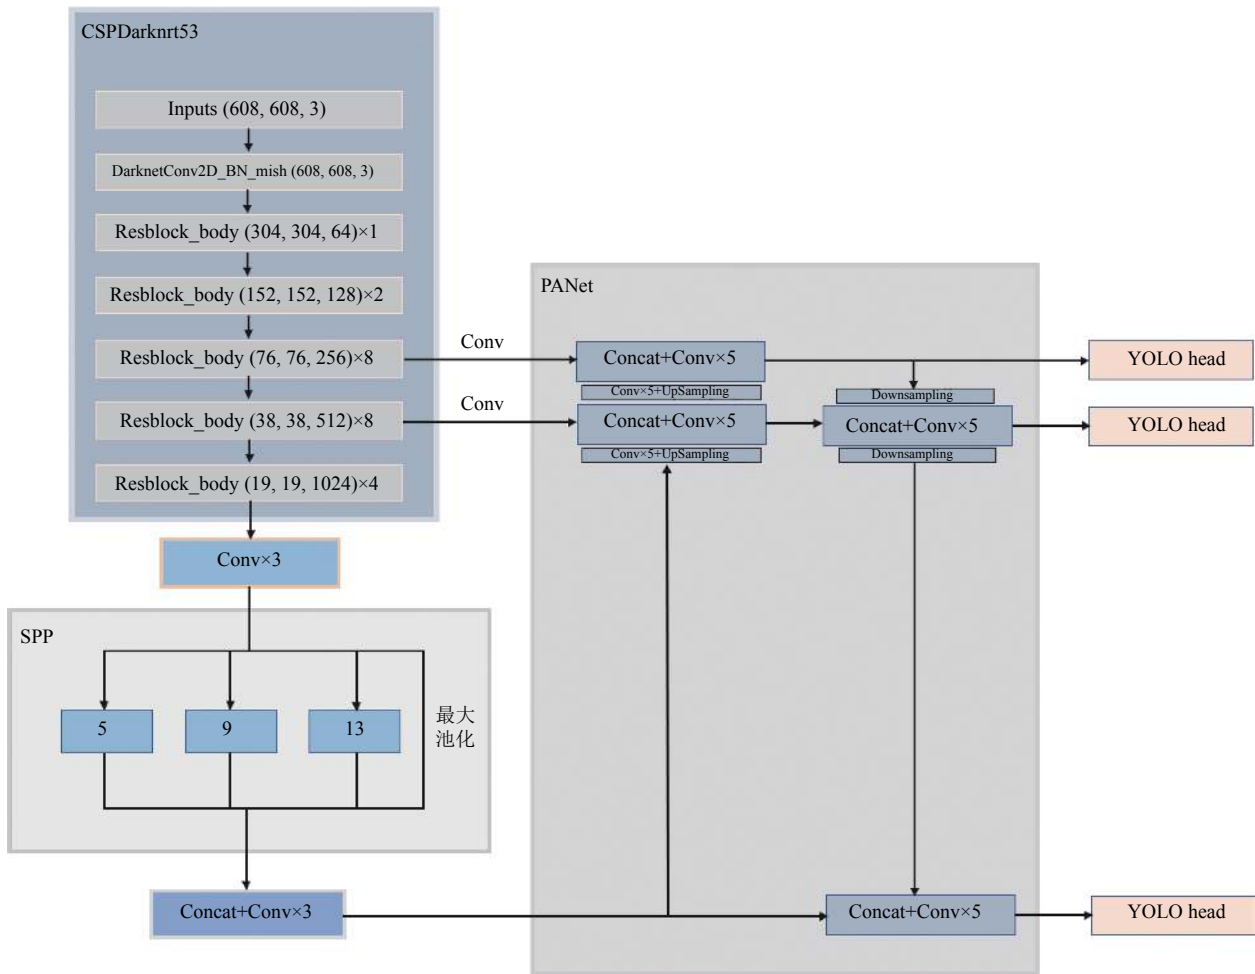 CSPDarknrt53
Inputs (608, 608, 3)
DarknetConv2D_BN_mish (608, 608, 3)
Resblock_body (304, 304, 64)×1
Resblock_body (152, 152, 128)×2
Resblock_body (76, 76, 256)×8
Resblock_body (38, 38, 512)×8
Resblock_body (19, 19, 1024)×4
Conv
Conv
Conv×3
SPP
5
9
13
最大
池化
Concat+Conv×3
PANet
Concat+Conv×5
Conv×5+UpSampling
Concat+Conv×5
Conv×5+UpSampling
Downsampling
Concat+Conv×5
Downsampling
Concat+Conv×5
YOLO head
YOLO head
YOLO head